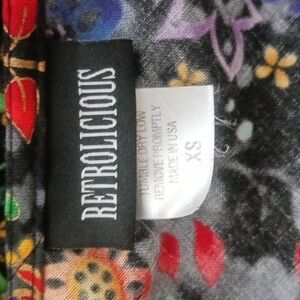 RETROLICIOUS
TUMBLE DRY LOW
REMOVE PROMPTLY
MADE IN USA
XS